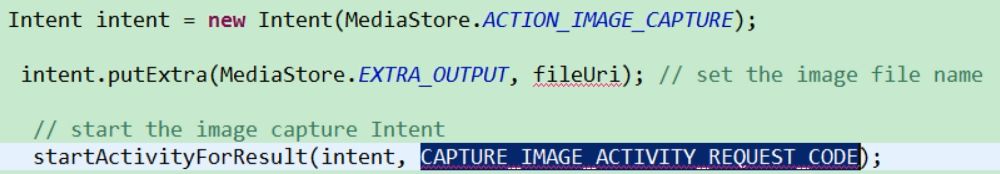 Intent intent = new Intent(MediaStore.ACTION_IMAGE_CAPTURE);
intent.putExtra(MediaStore.EXTRA_OUTPUT, fileUri); // set the image file name
// start the image capture Intent
startActivityForResult(intent, CAPTURE_IMAGE_ACTIVITY_REQUEST_CODE);